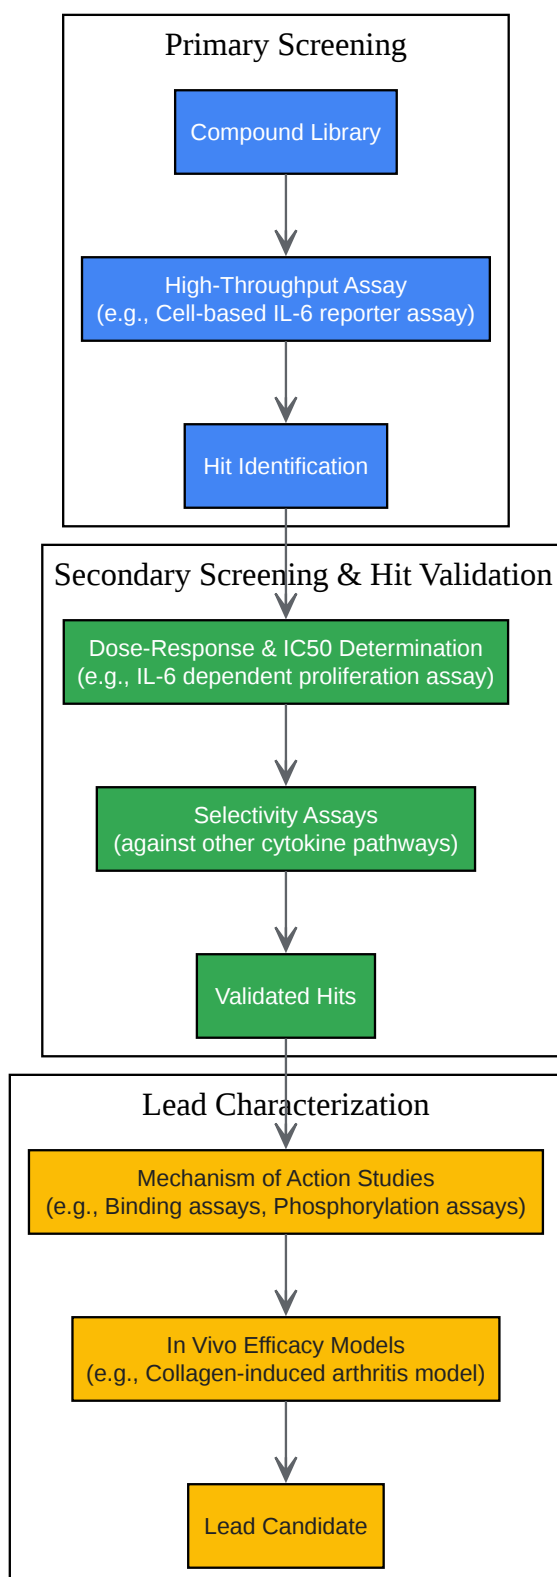 Primary Screening
Compound Library
High-Throughput Assay
(e.g., Cell-based IL-6 reporter assay)
Hit Identification
Secondary Screening & Hit Validation
Dose-Response & IC50 Determination
(e.g., IL-6 dependent proliferation assay)
Selectivity Assays
(against other cytokine pathways)
Validated Hits
Lead Characterization
Mechanism of Action Studies
(e.g., Binding assays, Phosphorylation assays)
In Vivo Efficacy Models
(e.g., Collagen-induced arthritis model)
Lead Candidate